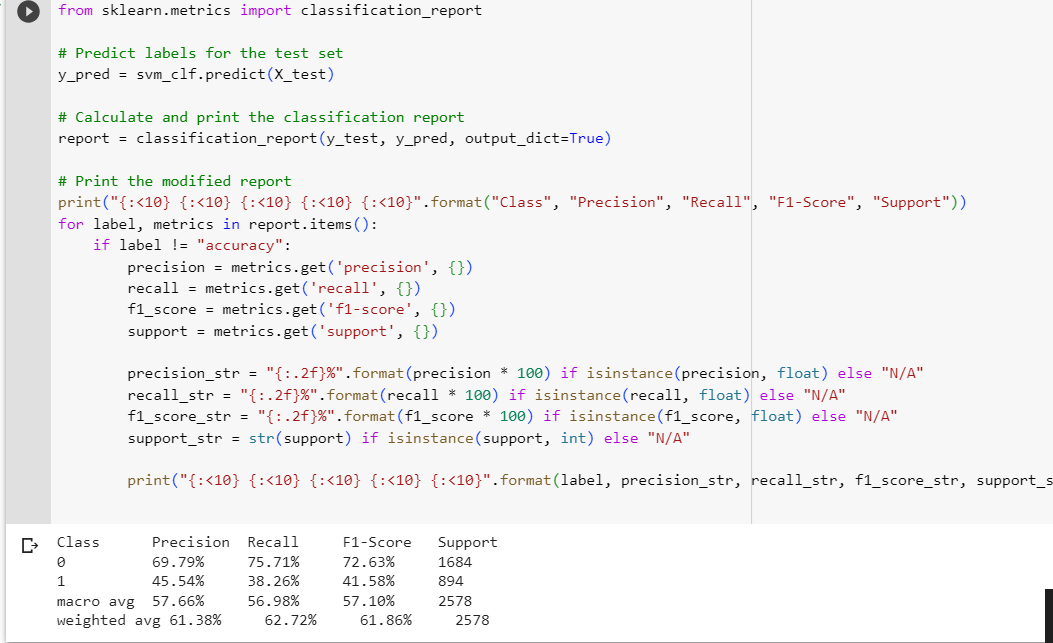 from sklearn.metrics import classification_report
# Predict labels for the test set
y_pred = svm_clf.predict(X_test)
# Calculate and print the classification report
report = classification_report(y_test, y_pred, output_dict=True)
# Print the modified report
print("{:<10} {:<10} {:<10} {:<10} {:<10}".format("Class", "Precision", "Recall", "F1-Score", "Support"))
for label, metrics in report.items():
    if label != "accuracy":
        precision = metrics.get('precision', {})
        recall = metrics.get('recall', {})
        f1_score = metrics.get('f1-score', {})
        support = metrics.get('support', {})
        precision_str = "{:.2f}%".format(precision * 100) if isinstance(precision, float) else "N/A"
        recall_str = "{:.2f}%".format(recall * 100) if isinstance(recall, float) else "N/A"
        f1_score_str = "{:.2f}%".format(f1_score * 100) if isinstance(f1_score, float) else "N/A"
        support_str = str(support) if isinstance(support, int) else "N/A"
        print("{:<10} {:<10} {:<10} {:<10} {:<10}".format(label, precision_str, recall_str, f1_score_str, support_s
Class      Precision  Recall     F1-Score   Support
0          69.79%     75.71%     72.63%     1684
1          45.54%     38.26%     41.58%     894
macro avg  57.66%     56.98%     57.10%     2578
weighted avg 61.38%     62.72%     61.86%     2578